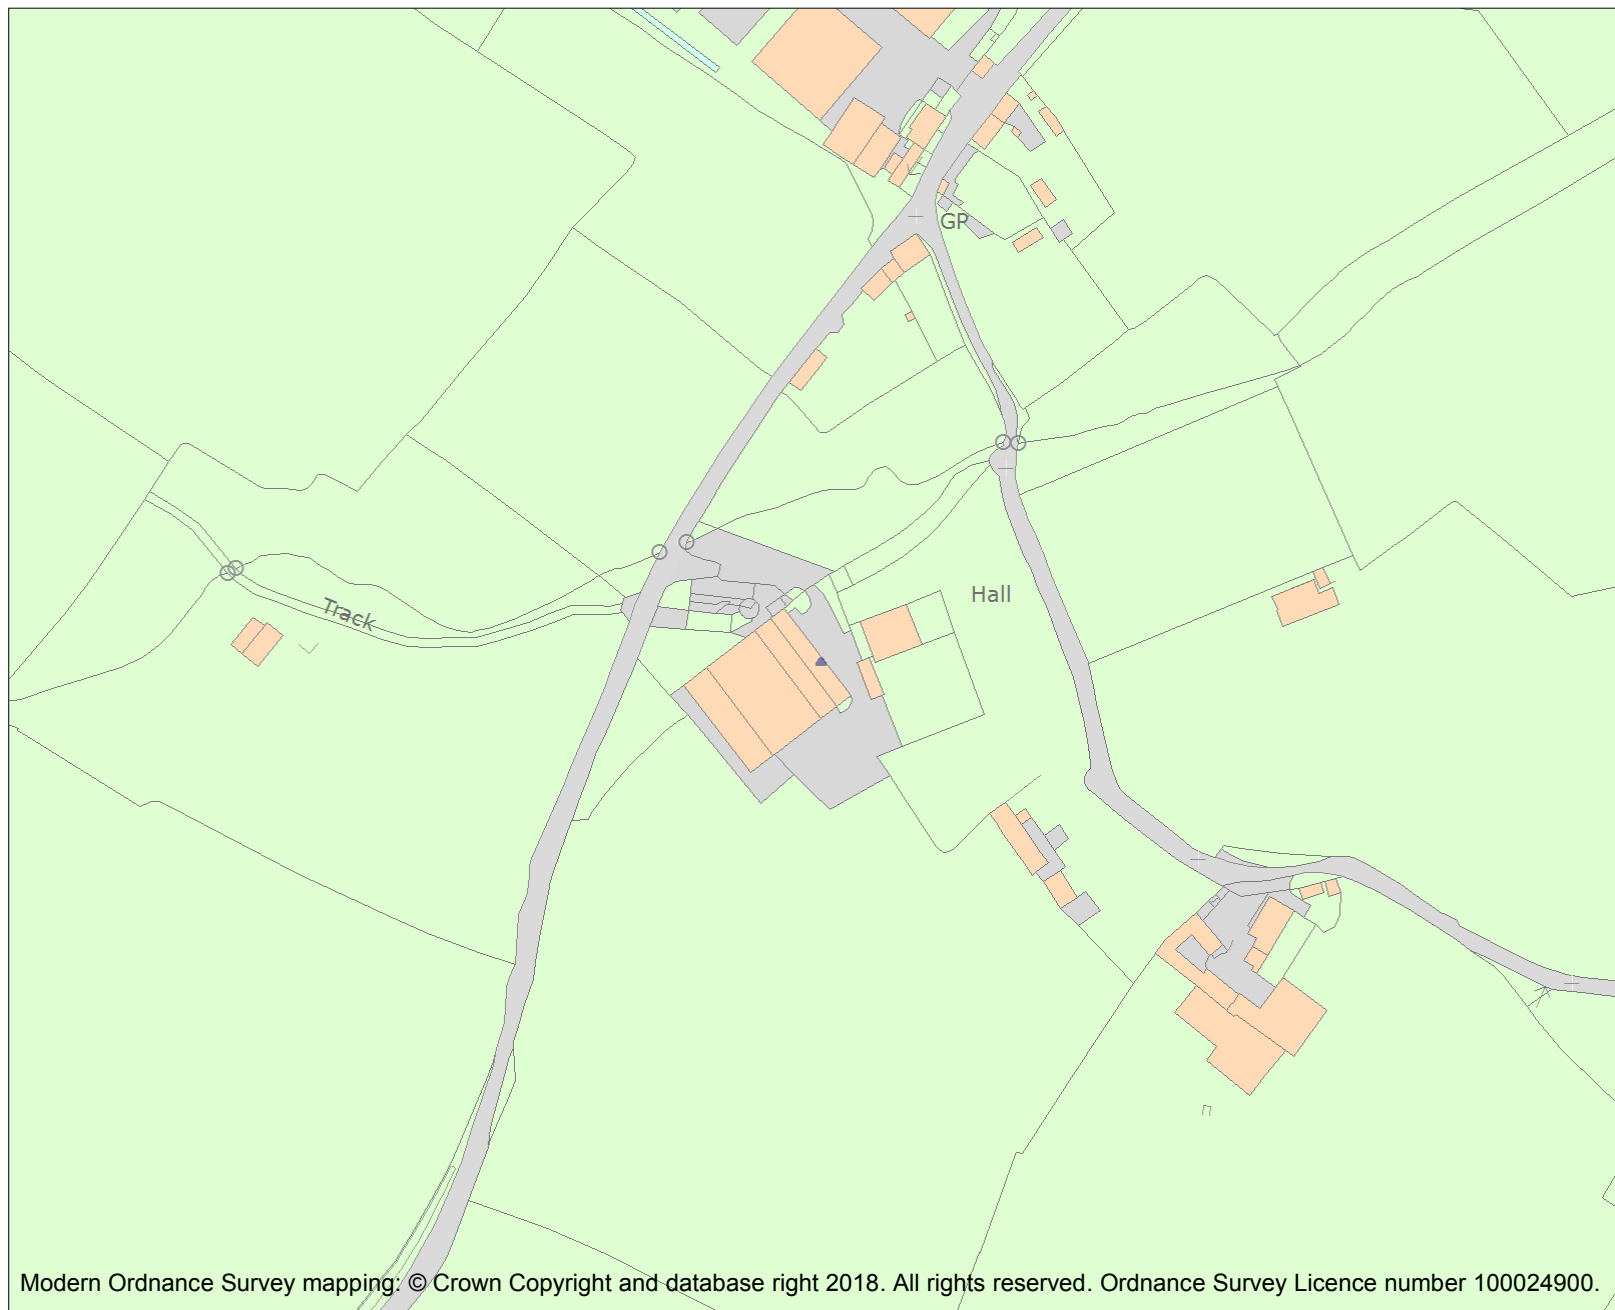 GP
Hall
Track
Modern Ordnance Survey mapping: © Crown Copyright and database right 2018. All rights reserved. Ordnance Survey Licence number 100024900.